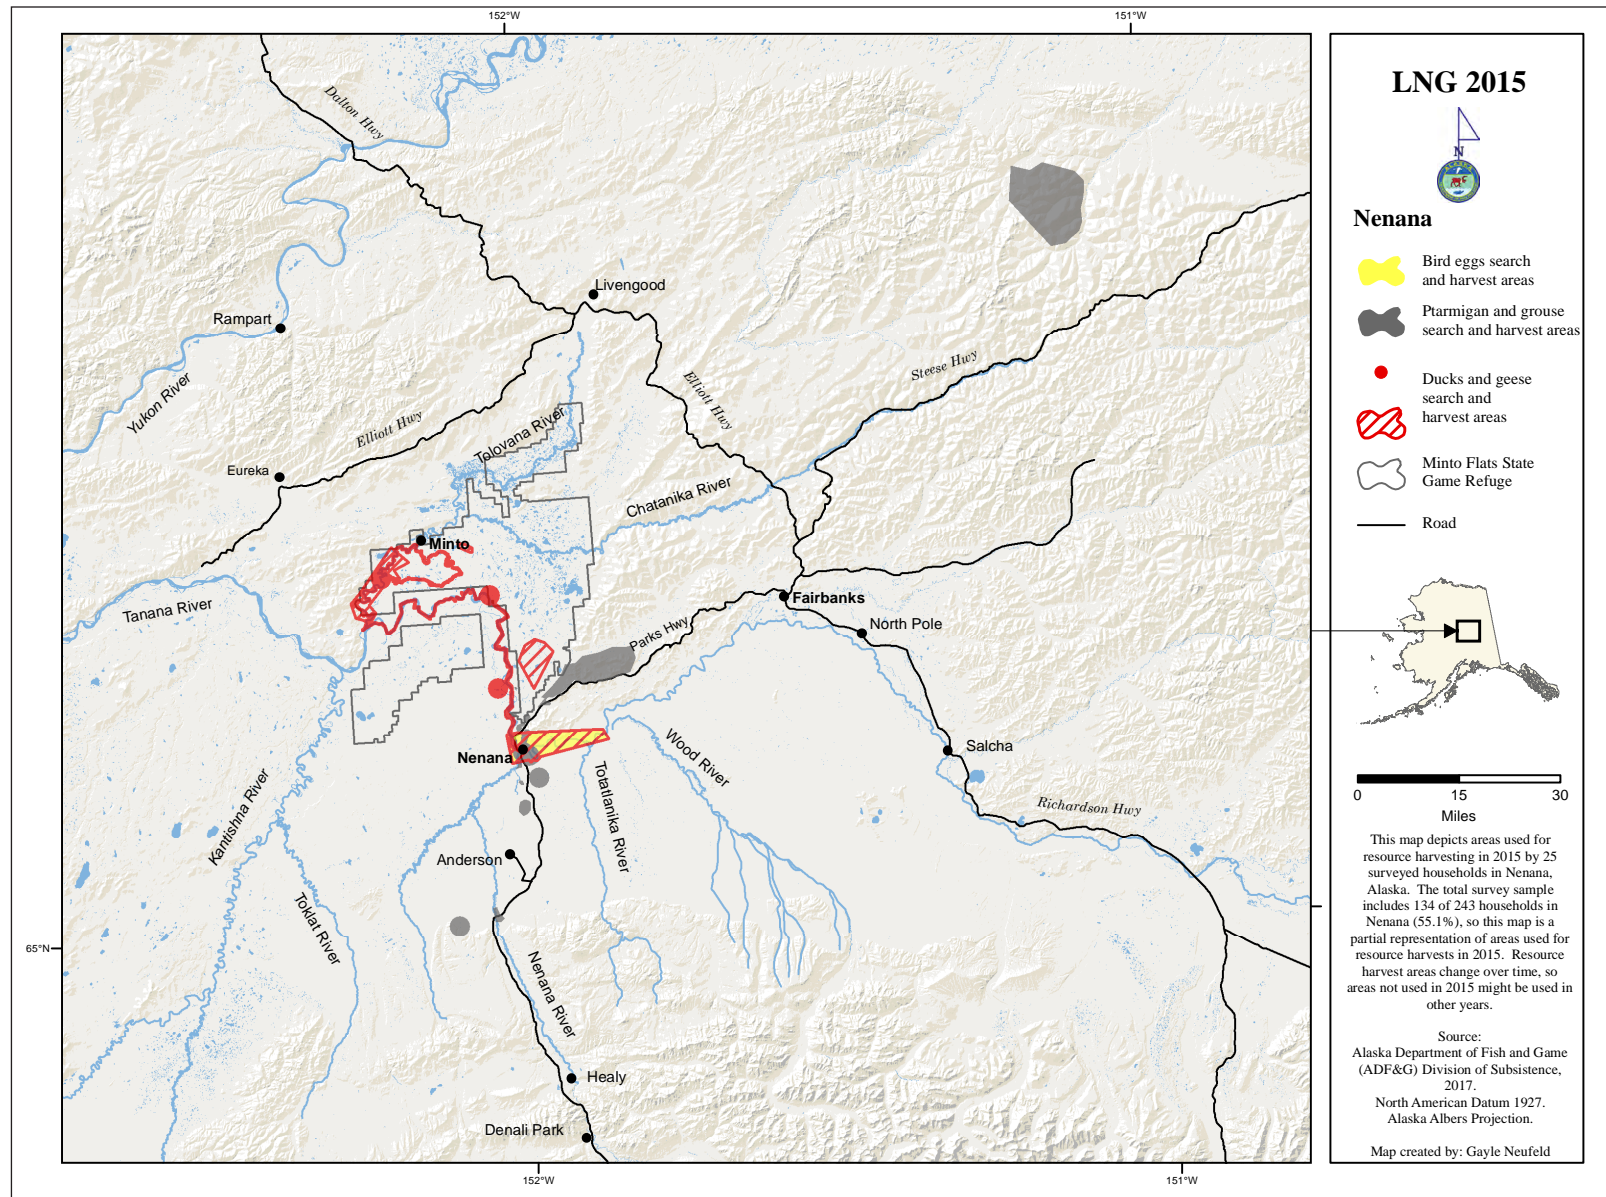 152°W
151°W
Dalton Hwy
Livengood
Rampart
Yukon River
Elliott Hwy
Elliott Hwy
Steese Hwy
Tolovana River
Eureka
Chatanika River
Minto
Tanana River
Fairbanks
North Pole
Parks Hwy
Nenana
Wood River
Salcha
Totatlanika River
Richardson Hwy
Kantishna River
Anderson
Toklat River
65°N
Nenana River
Healy
Denali Park
152°W
151°W
LNG 2015
N
Nenana
Bird eggs search
and harvest areas
Ptarmigan and grouse
search and harvest areas
Ducks and geese
search and
harvest areas
Minto Flats State
Game Refuge
Road
0 15 30
Miles
This map depicts areas used for
resource harvesting in 2015 by 25
surveyed households in Nenana,
Alaska. The total survey sample
includes 134 of 243 households in
Nenana (55.1%), so this map is a
partial representation of areas used for
resource harvests in 2015. Resource
harvest areas change over time, so
areas not used in 2015 might be used in
other years.
Source:
Alaska Department of Fish and Game
(ADF&G) Division of Subsistence,
2017.
North American Datum 1927.
Alaska Albers Projection.
Map created by: Gayle Neufeld